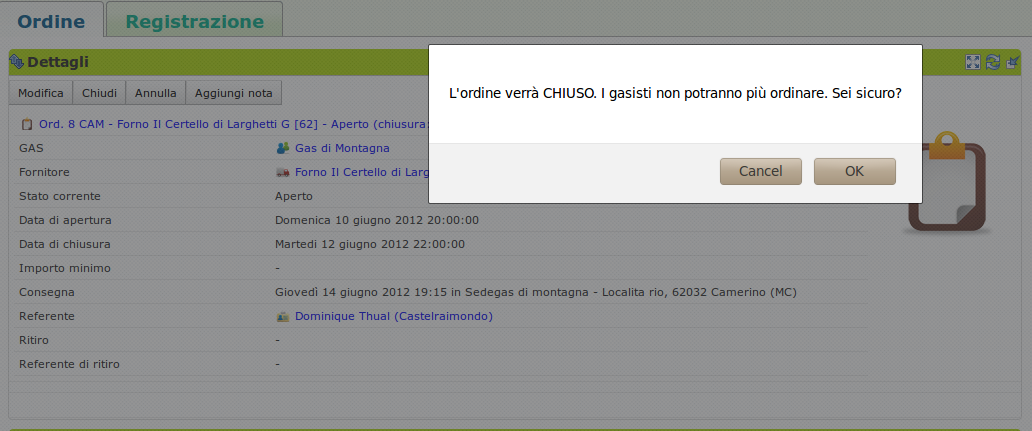 Ordine
Registrazione
Dettagli
Modifica Chiudi Annulla Aggiungi nota
L'ordine verrà CHIUSO. I gasisti non potranno più ordinare. Sei sicuro?
Cancel OK
Ord. 8 CAM - Forno Il Certello di Larghetti G [62] - Aperto (chiusura:
GAS Gas di Montagna
Fornitore Forno Il Certello di Larg
Stato corrente Aperto
Data di apertura Domenica 10 giugno 2012 20:00:00
Data di chiusura Martedì 12 giugno 2012 22:00:00
Importo minimo -
Consegna Giovedì 14 giugno 2012 19:15 in Sedegas di montagna - Localita rio, 62032 Camerino (MC)
Referente Dominique Thual (Castelraimondo)
Ritiro -
Referente di ritiro -